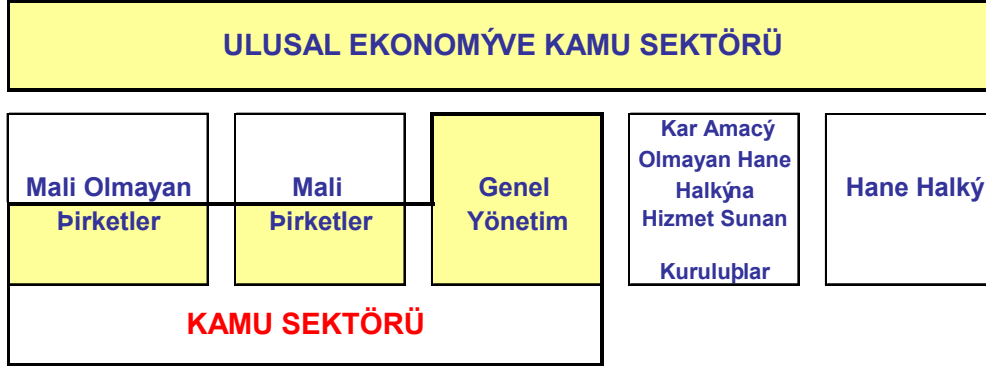 ULUSAL EKONOMÝVE KAMU SEKTÖRÜ
Mali Olmayan
Þirketler
Mali
Þirketler
Genel
Yönetim
Kar Amacý
Olmayan Hane
Halkýna
Hizmet Sunan
Kuruluþlar
Hane Halký
KAMU SEKTÖRÜ